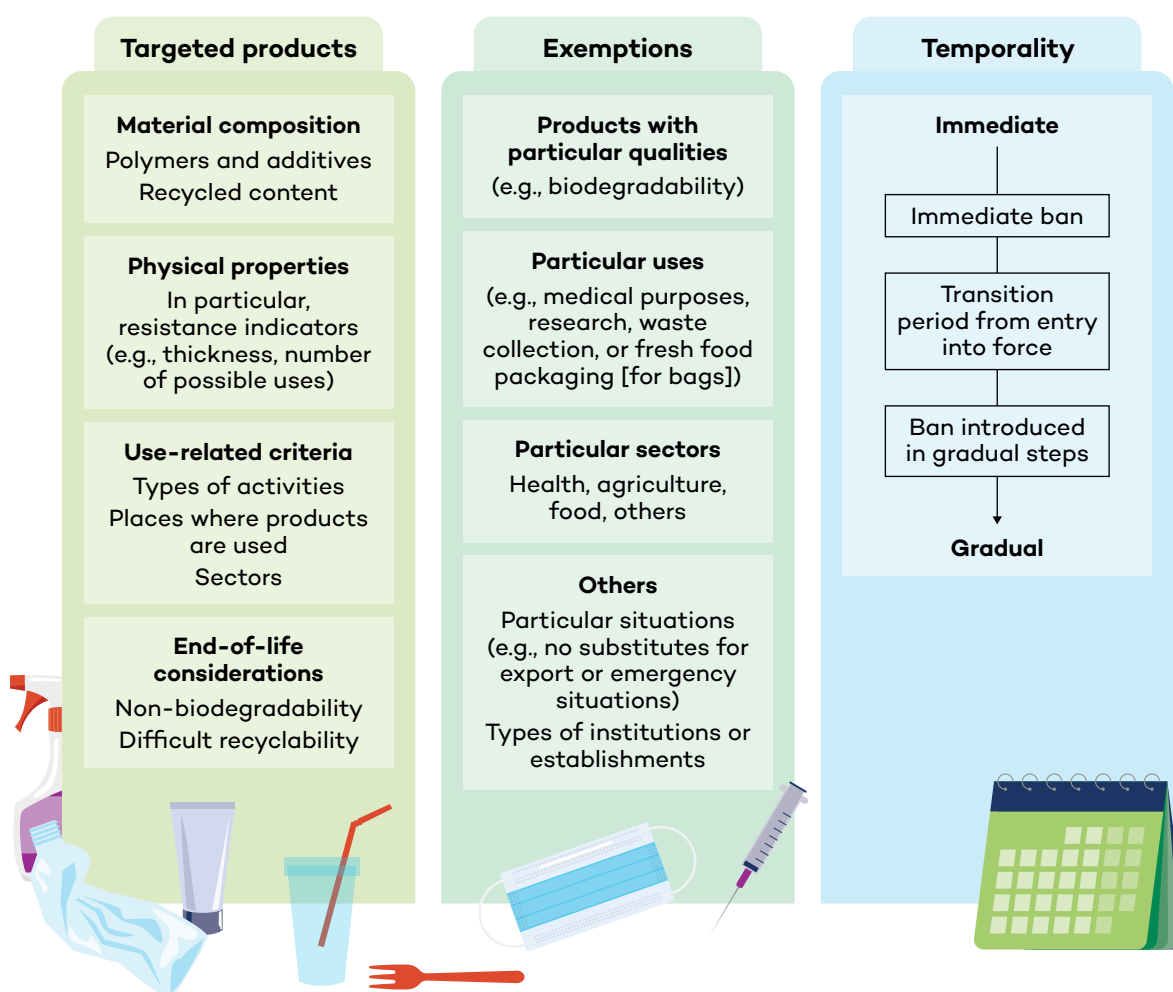 Targeted products
Material composition
Polymers and additives
Recycled content
Physical properties
In particular,
resistance indicators
(e.g., thickness, number
of possible uses)
Use-related criteria
Types of activities
Places where products
are used
Sectors
End-of-life
considerations
Non-biodegradability
Difficult recyclability
Exemptions
Products with
particular qualities
(e.g., biodegradability)
Particular uses
(e.g., medical purposes,
research, waste
collection, or fresh food
packaging [for bags])
Particular sectors
Health, agriculture,
food, others
Others
Particular situations
(e.g., no substitutes for
export or emergency
situations)
Types of institutions or
establishments
Temporality
Immediate
Immediate ban
Transition
period from entry
into force
Ban introduced
in gradual steps
Gradual